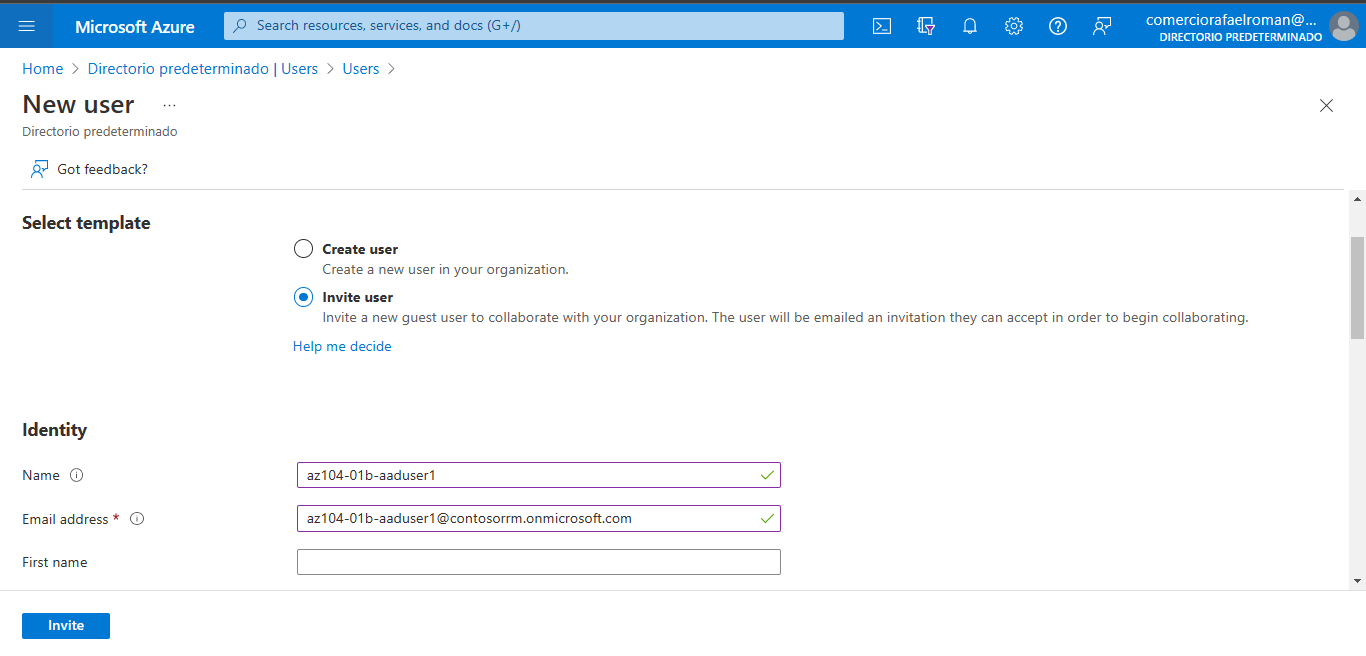 Microsoft Azure
Search resources, services, and docs (G+/)
comerciorafaelroman@...
DIRECTORIO PREDETERMINADO
Home > Directorio predeterminado | Users > Users >
New user ...
Directorio predeterminado
Got feedback?
Select template
Create user
Create a new user in your organization.
Invite user
Invite a new guest user to collaborate with your organization. The user will be emailed an invitation they can accept in order to begin collaborating.
Help me decide
Identity
Name
az104-01b-aaduser1
Email address *
az104-01b-aaduser1@contosorrm.onmicrosoft.com
First name
Invite